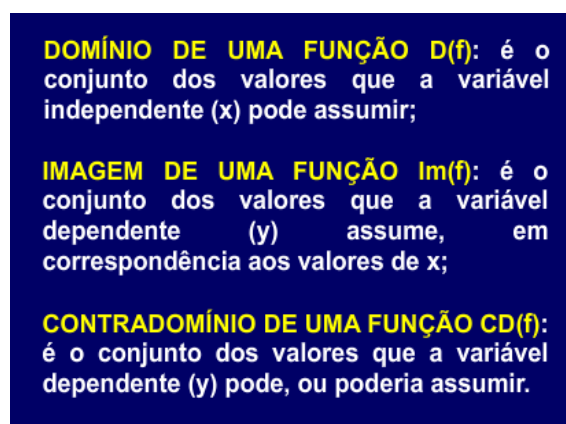 DOMÍNIO DE UMA FUNÇÃO D(f): é o
conjunto dos valores que a variável
independente (x) pode assumir;
IMAGEM DE UMA FUNÇÃO Im(f): é o
conjunto dos valores que a variável
dependente (y) assume, em
correspondência aos valores de x;
CONTRADOMÍNIO DE UMA FUNÇÃO CD(f):
é o conjunto dos valores que a variável
dependente (y) pode, ou poderia assumir.